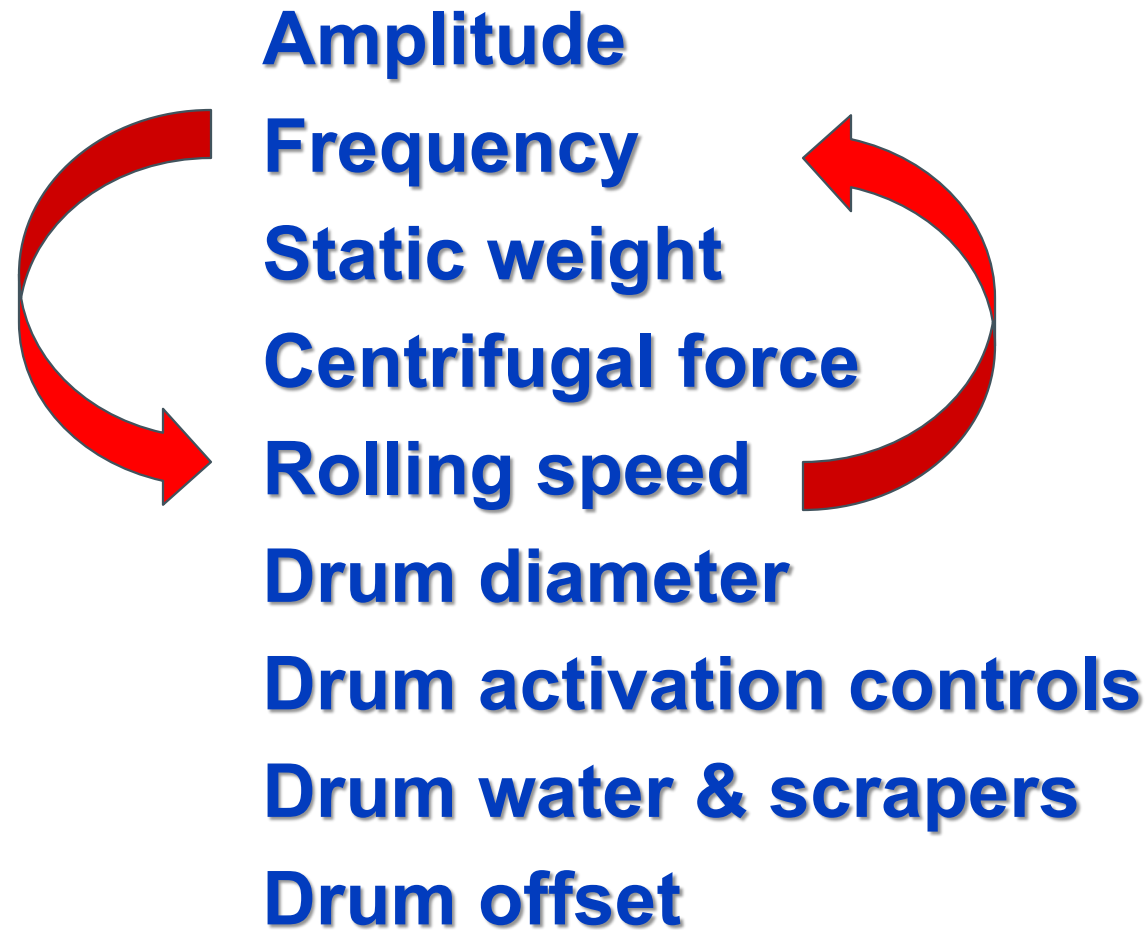 Amplitude
Frequency
Static weight
Centrifugal force
Rolling speed
Drum diameter
Drum activation controls
Drum water & scrapers
Drum offset